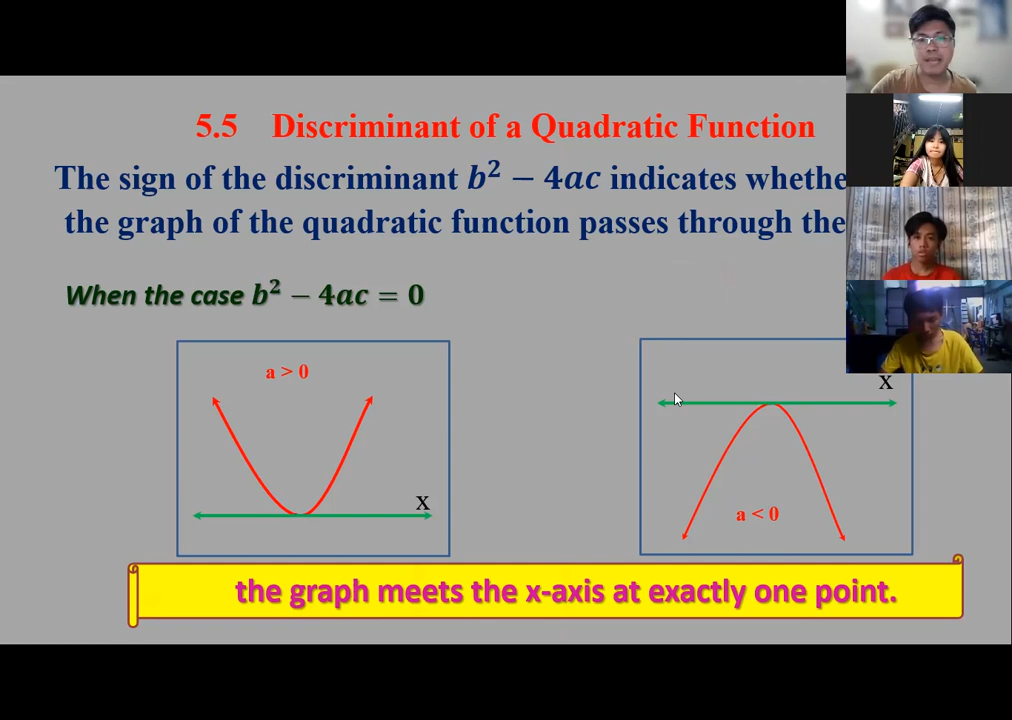 5.5 Discriminant of a Quadratic Function
The sign of the discriminant b² − 4ac indicates
the graph of the quadratic function passes through the
When the case b² − 4ac = 0
a > 0
x
x
a < 0
the graph meets the x-axis at exactly one point.